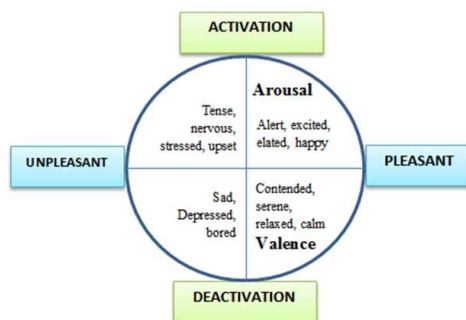 ACTIVATION
Arousal
Tense,
nervous,
stressed, upset
Alert, excited,
elated, happy
UNPLEASANT
PLEASANT
Sad,
Depressed,
bored
Contended,
serene,
relaxed, calm
Valence
DEACTIVATION